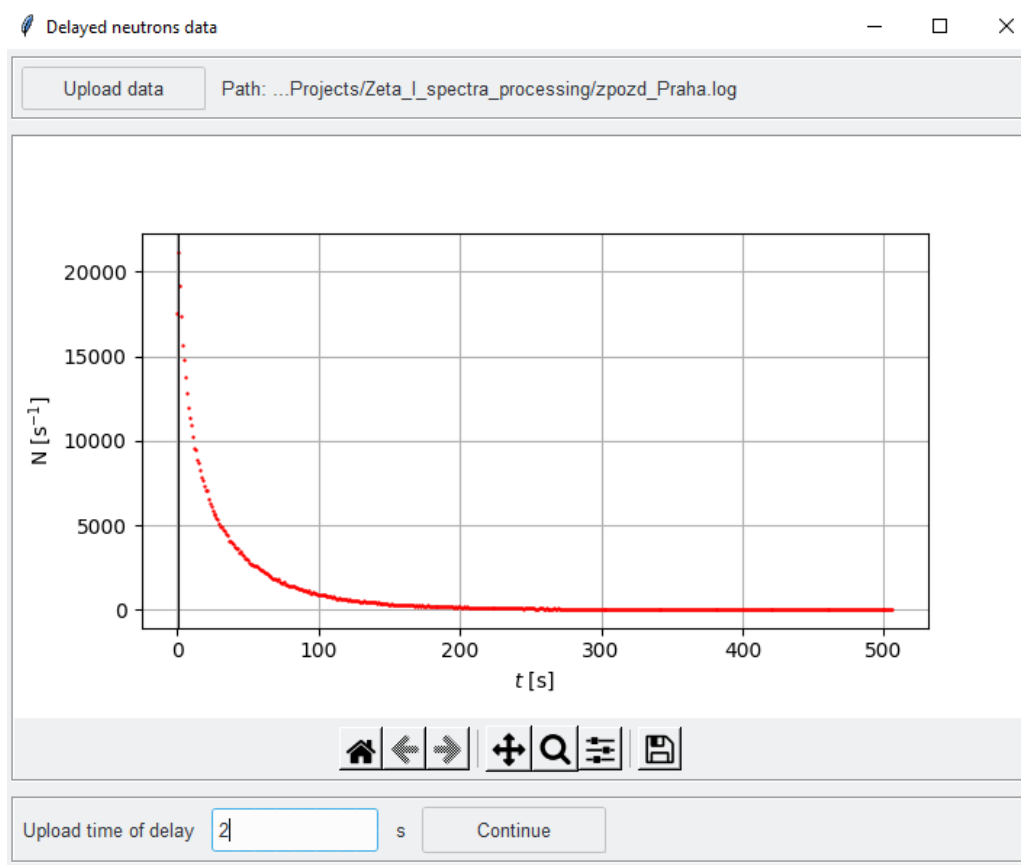 Delayed neutrons data
Upload data Path: ...Projects/Zeta_I_spectra_processing/zpozd_Praha.log
20000
15000
10000
5000
0
N [s⁻¹]
0 100 200 300 400 500
t [s]
Upload time of delay 2 s Continue